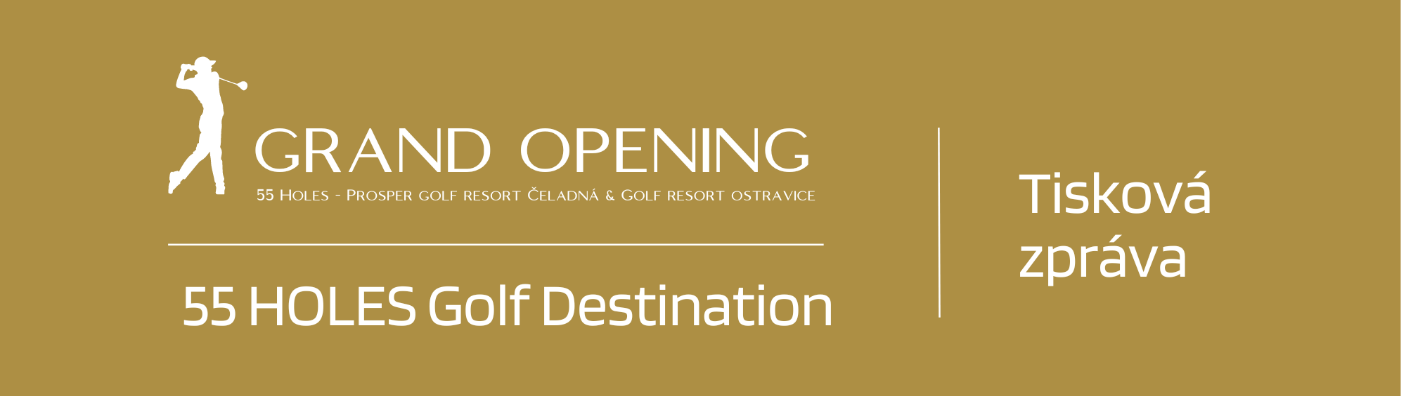 GRAND OPENING
55 Holes - Prosper golf resort Čeladná & Golf resort ostravice
55 HOLES Golf Destination
Tisková
zpráva